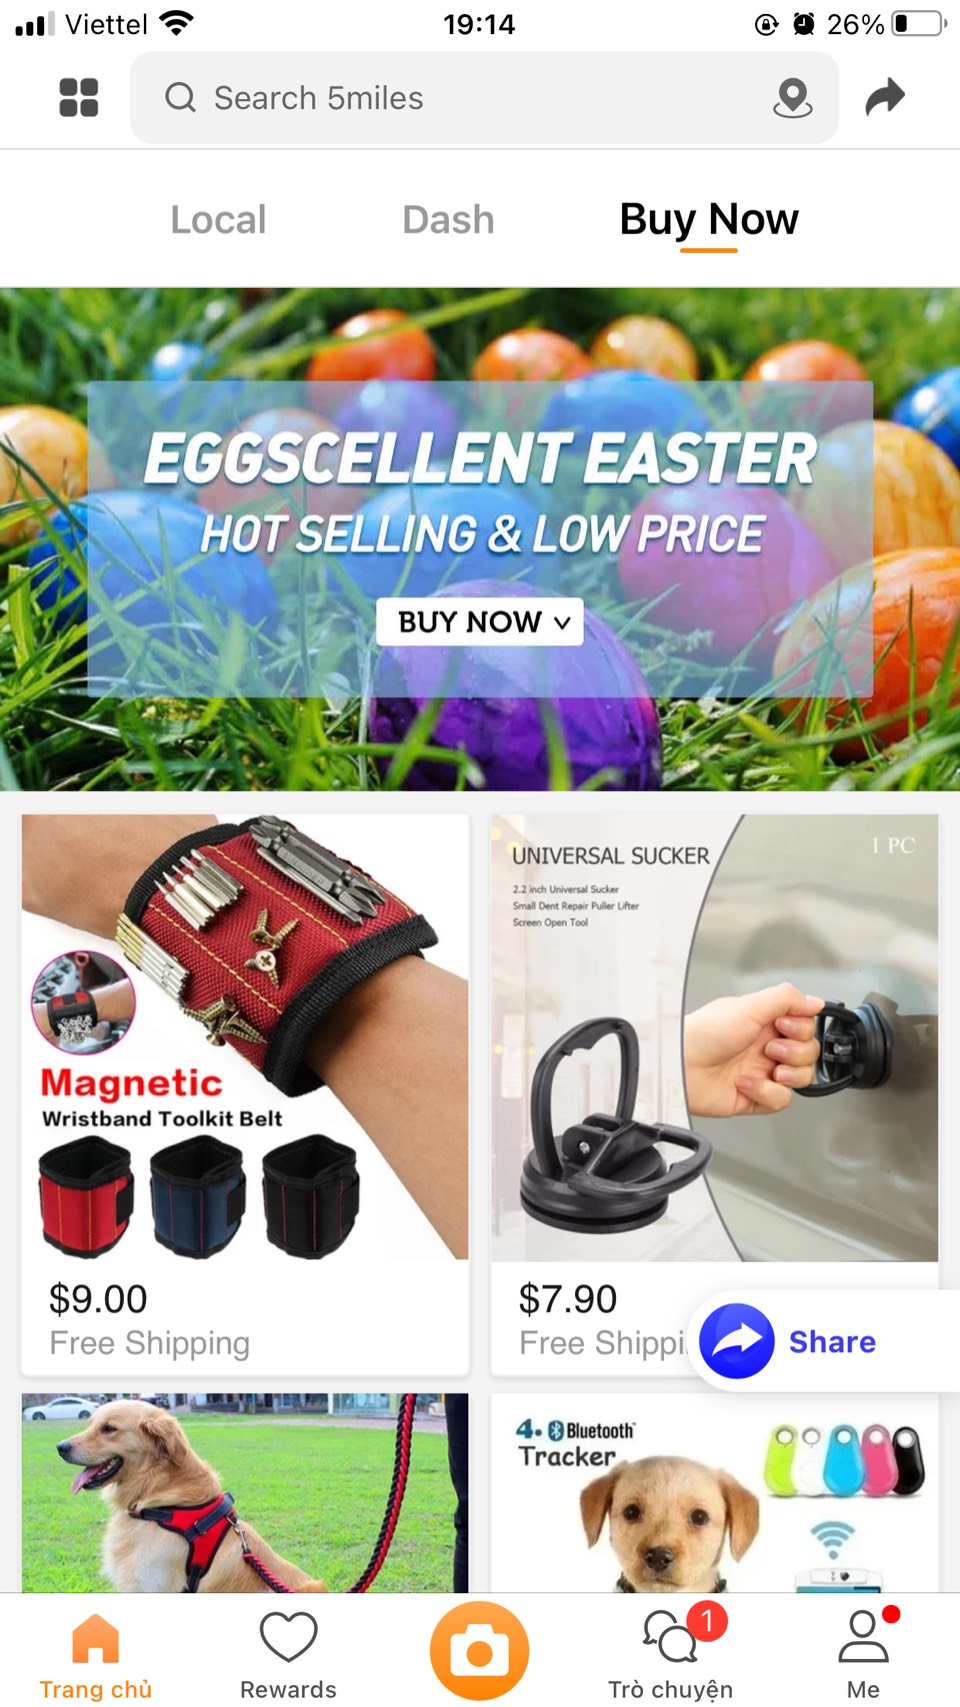 Viettel 19:14 26%
Search 5miles
Local Dash Buy Now
EGGSCELLENT EASTER
HOT SELLING & LOW PRICE
BUY NOW
Magnetic
Wristband Toolkit Belt
$9.00
Free Shipping
UNIVERSAL SUCKER
1 PC
2.2 inch Universal Sucker
Small Dent Repair Puller Lifter
Screen Open Tool
$7.90
Free Shippi
Share
4. Bluetooth
Tracker
1
Trang chủ Rewards Trò chuyện Me